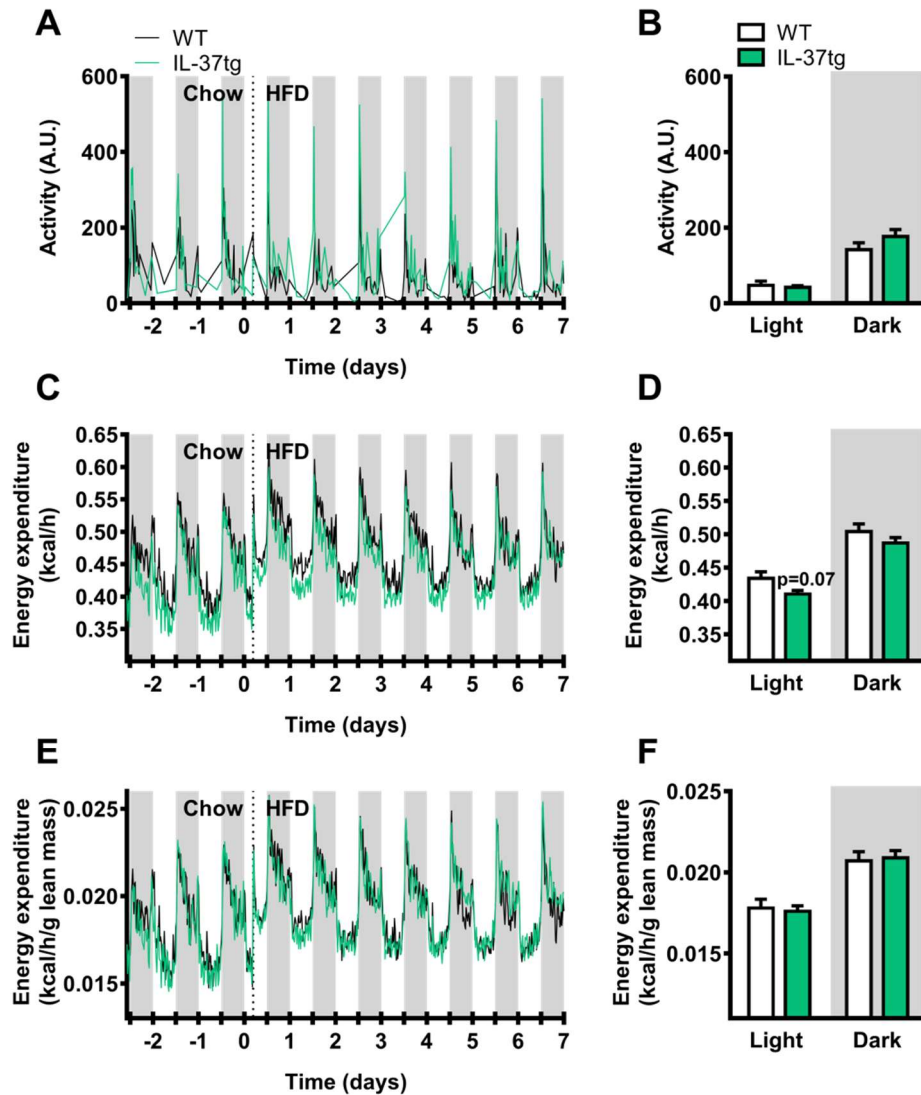 A
WT
IL-37tg
Chow HFD
Activity (A.U.)
600
400
200
0
-2 -1 0 1 2 3 4 5 6 7
Time (days)
B
WT
IL-37tg
Activity (A.U.)
600
400
200
0
Light Dark
C
Chow HFD
Energy expenditure
(kcal/h)
0.65
0.60
0.55
0.50
0.45
0.40
0.35
-2 -1 0 1 2 3 4 5 6 7
Time (days)
D
Energy expenditure
(kcal/h)
0.65
0.60
0.55
0.50
0.45
0.40
0.35
p=0.07
Light Dark
E
Chow HFD
Energy expenditure
(kcal/h/g lean mass)
0.025
0.020
0.015
-2 -1 0 1 2 3 4 5 6 7
Time (days)
F
Energy expenditure
(kcal/h/g lean mass)
0.025
0.020
0.015
Light Dark